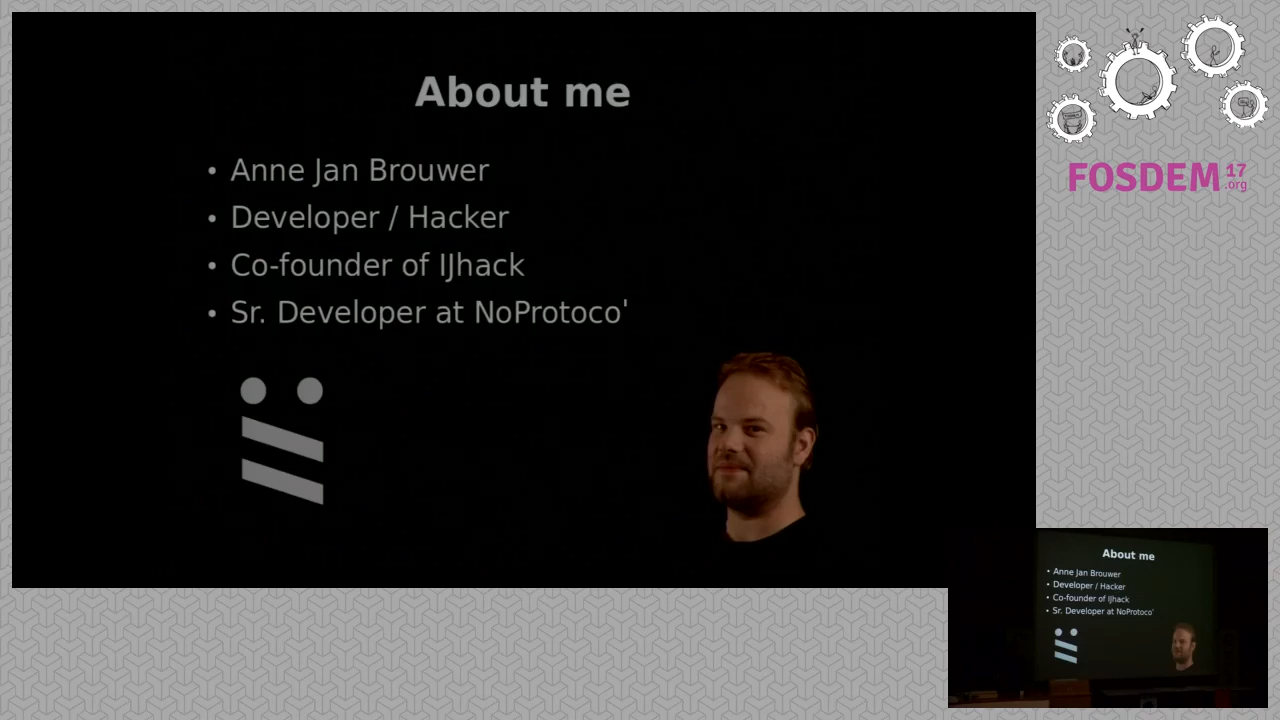 About me
• Anne Jan Brouwer
• Developer / Hacker
• Co-founder of IJhack
• Sr. Developer at NoProtoco'
FOSDEM 17
.org
About me
• Anne Jan Brouwer
• Developer / Hacker
• Co-founder of IJhack
• Sr. Developer at NoProtoco'